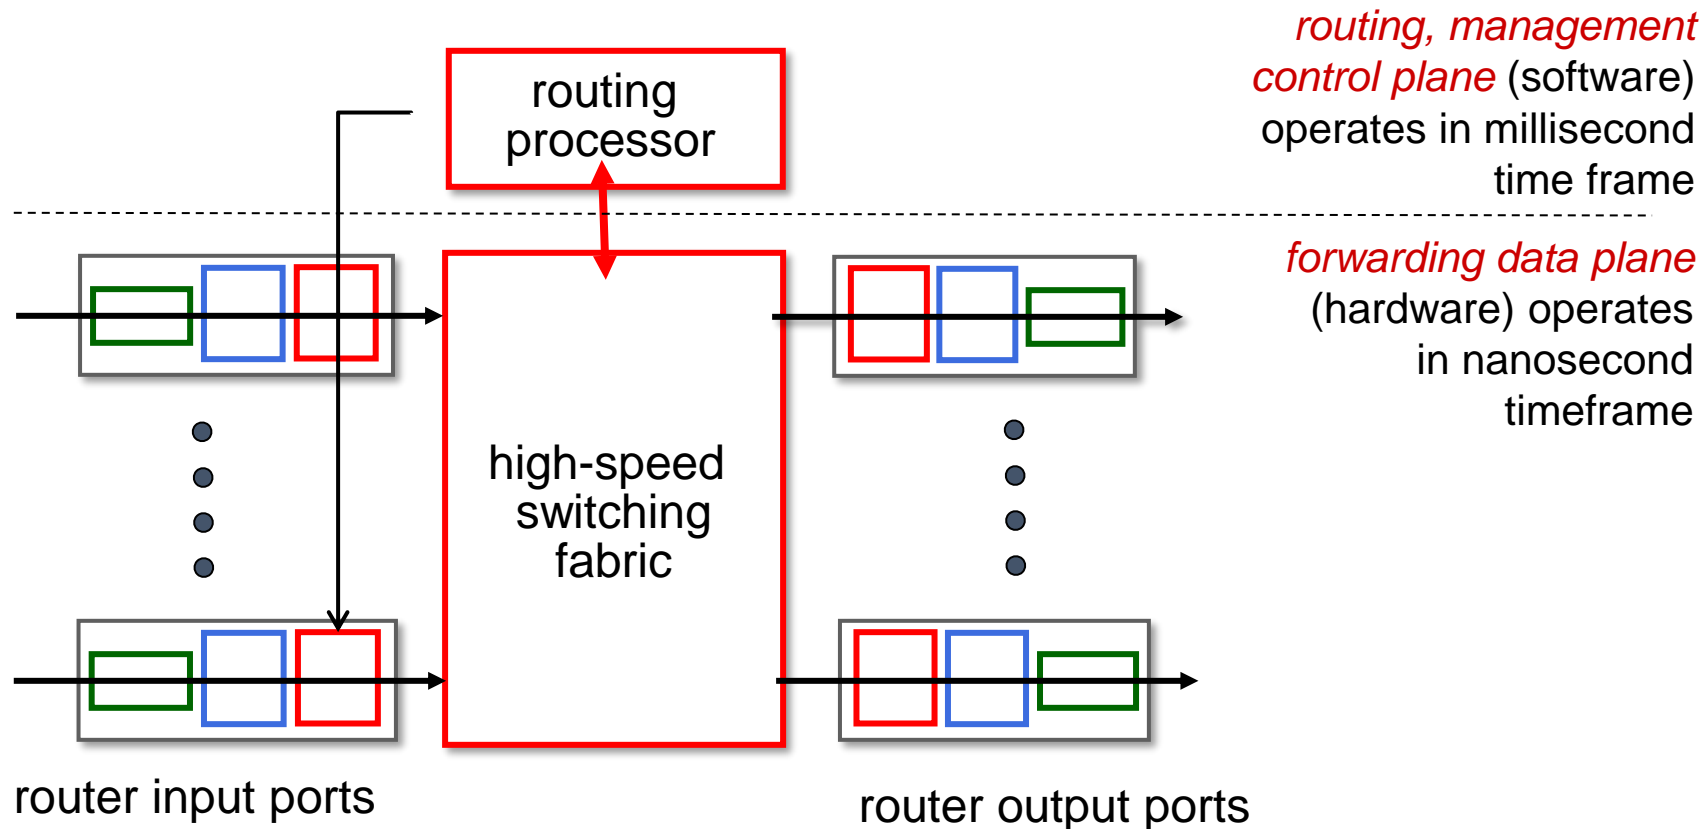 routing, management
control plane (software)
operates in millisecond
time frame
routing
processor
forwarding data plane
(hardware) operates
in nanosecond
timeframe
high-speed
switching
fabric
router input ports
router output ports